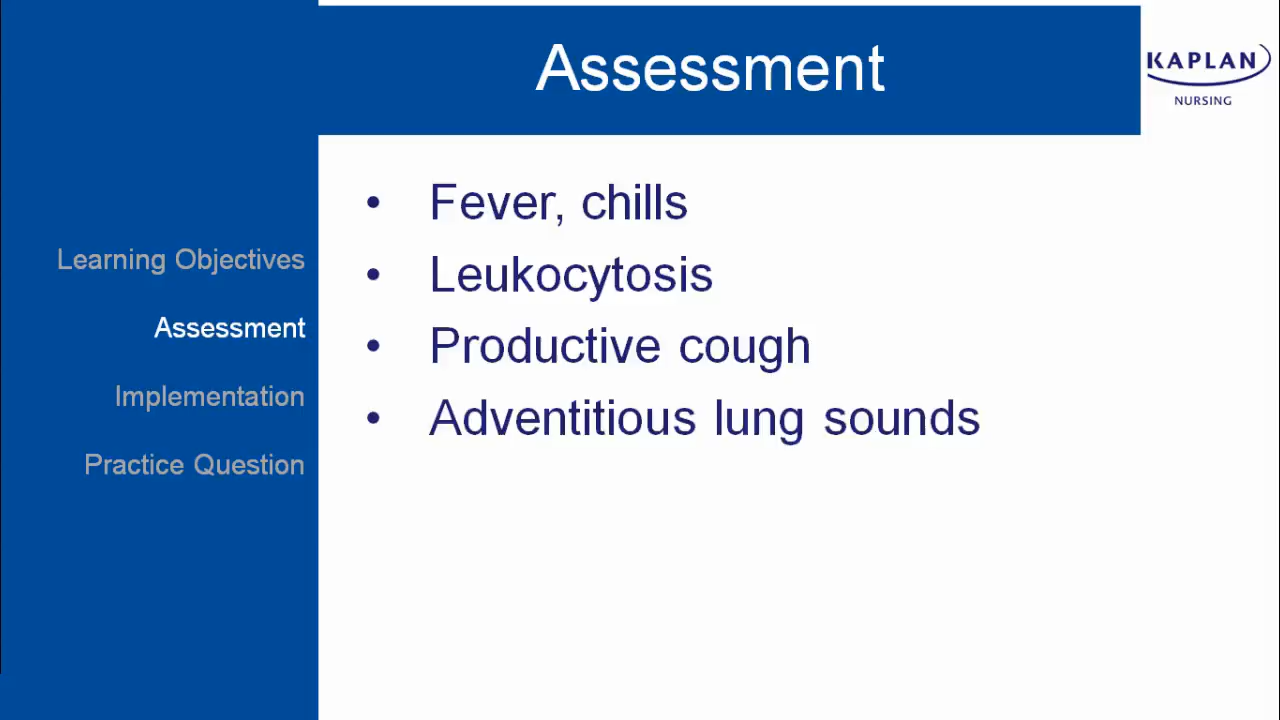 Assessment
KAPLAN
NURSING
Learning Objectives
Assessment
Implementation
Practice Question
• Fever, chills
• Leukocytosis
• Productive cough
• Adventitious lung sounds